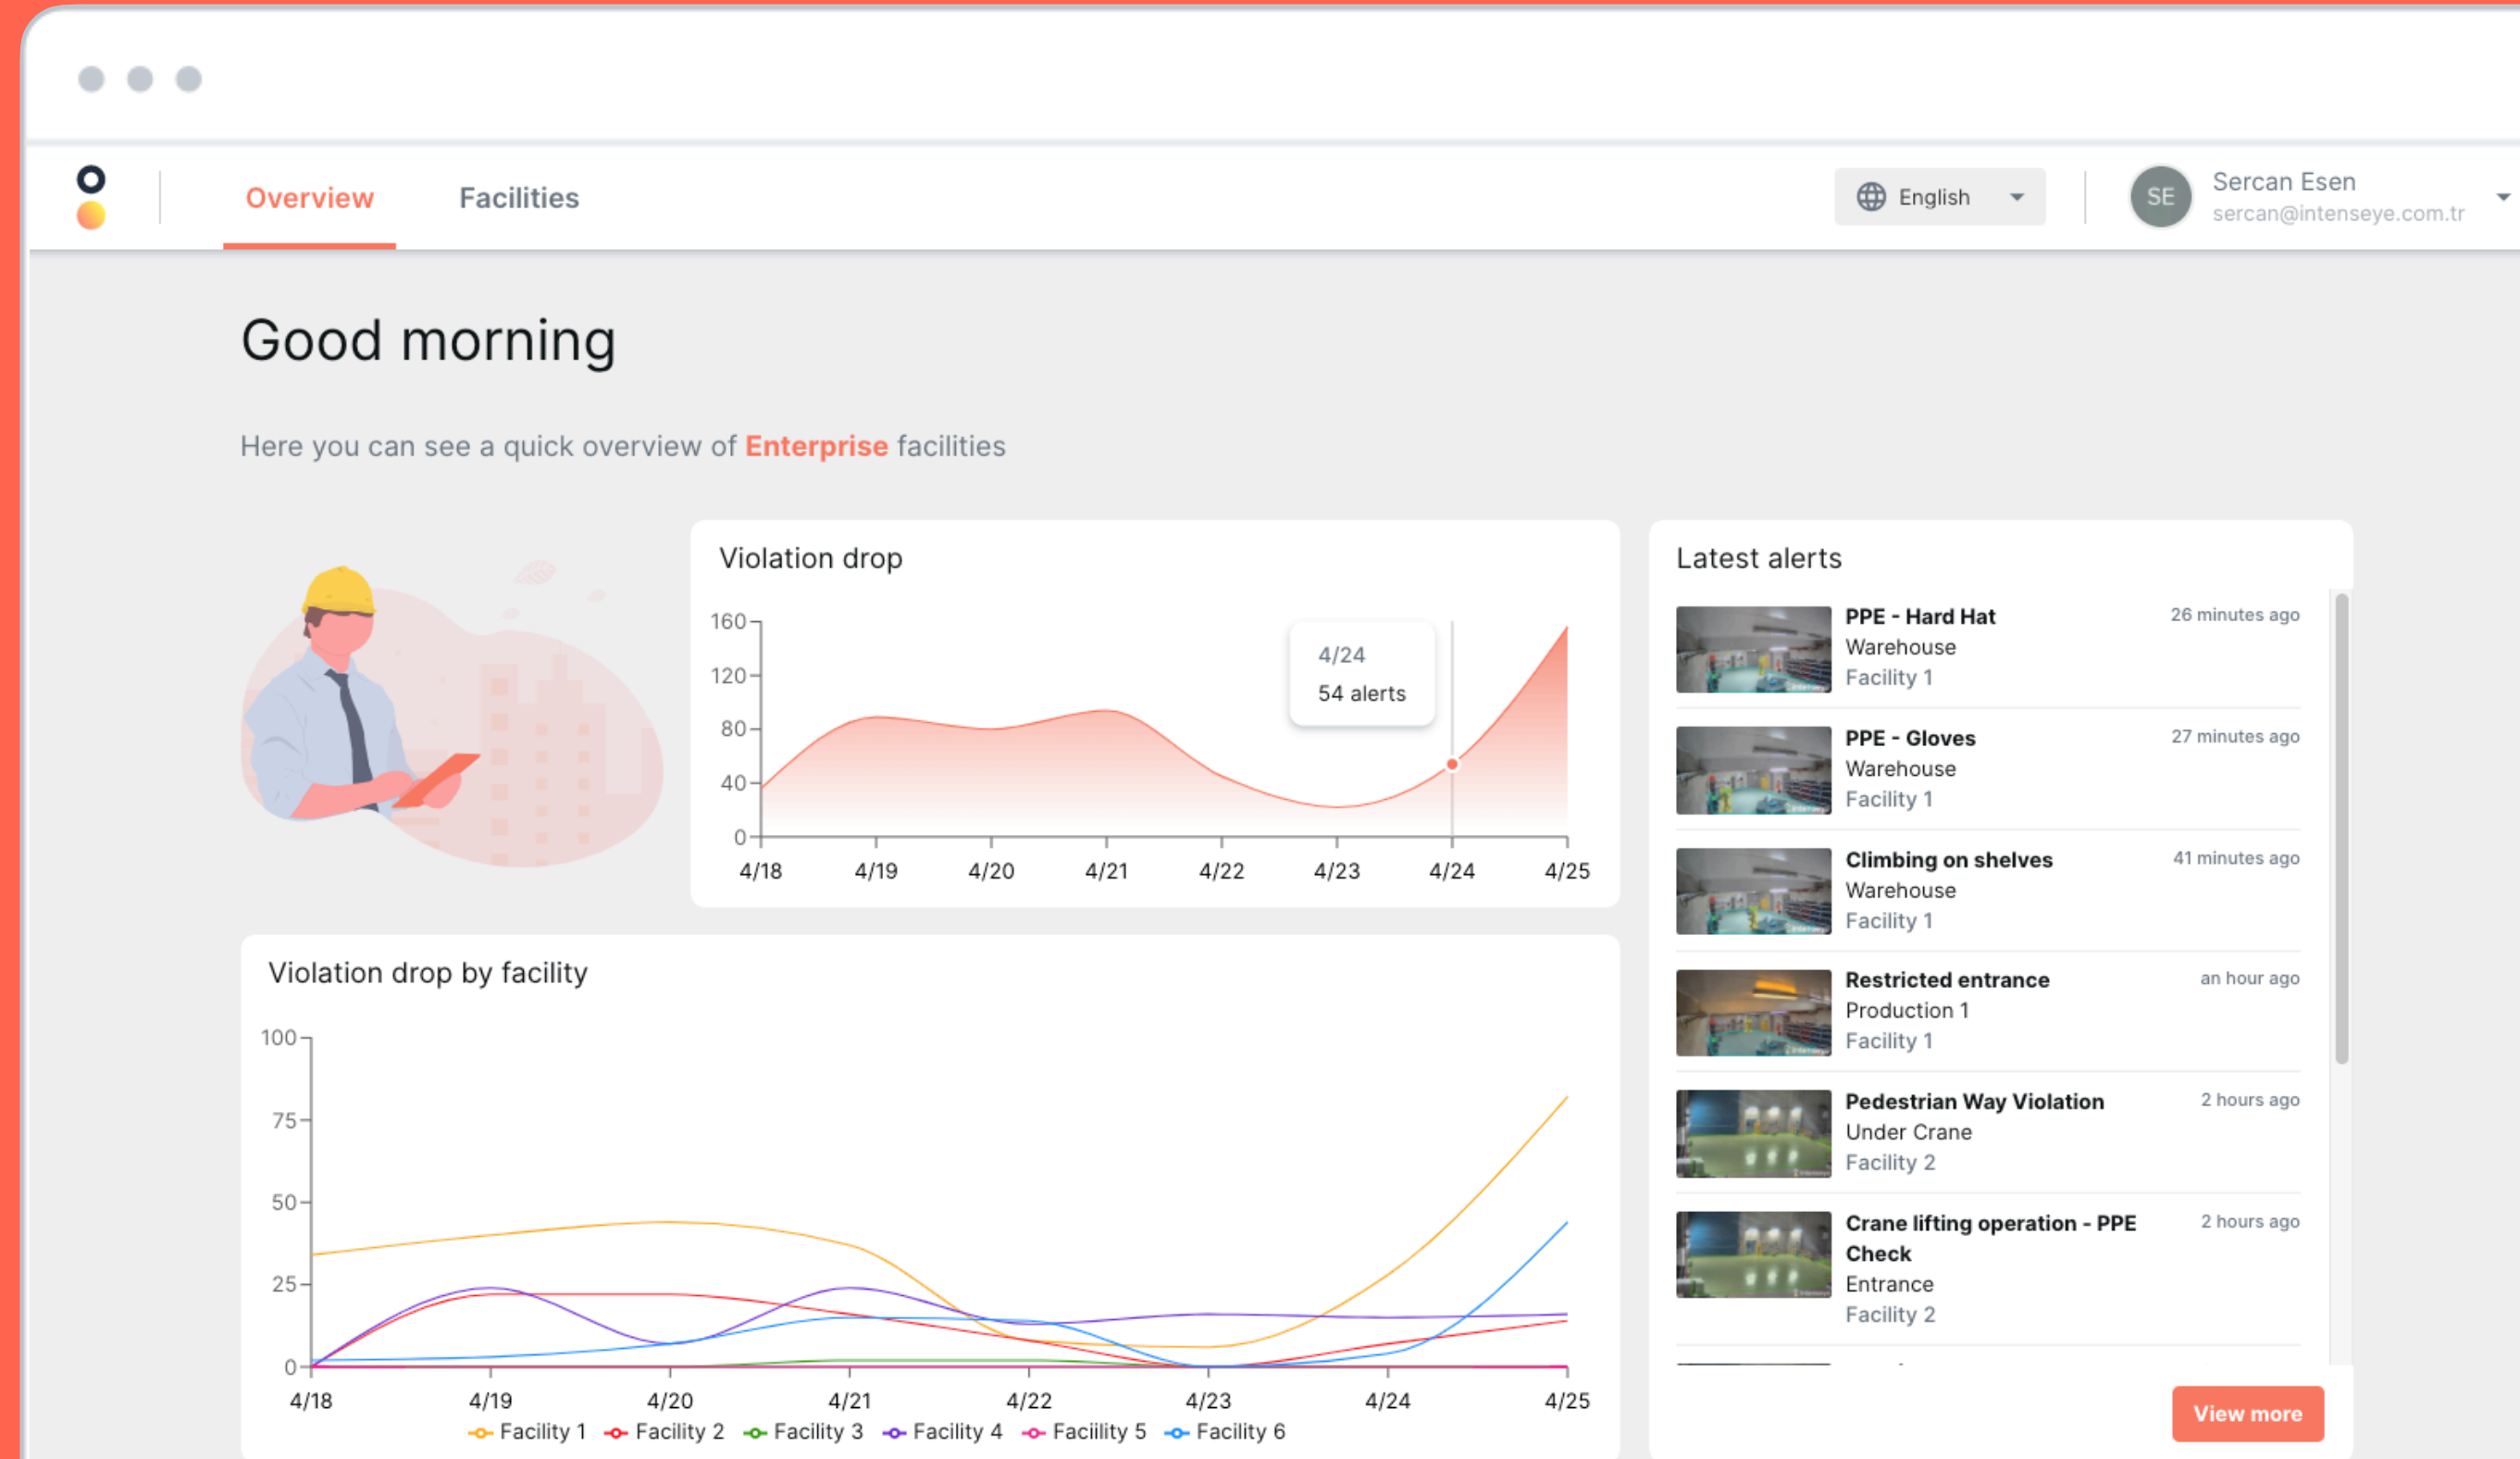 Overview
Facilities
English
SE
Sercan Esen
sercan@intenseye.com.tr
Good morning
Here you can see a quick overview of Enterprise facilities
Violation drop
160
120
80
40
0
4/24
54 alerts
4/18 4/19 4/20 4/21 4/22 4/23 4/24 4/25
Violation drop by facility
100
75
50
25
0
4/18 4/19 4/20 4/21 4/22 4/23 4/24 4/25
Facility 1 Facility 2 Facility 3 Facility 4 Faciility 5 Facility 6
Latest alerts
PPE - Hard Hat
26 minutes ago
Warehouse
Facility 1
PPE - Gloves
27 minutes ago
Warehouse
Facility 1
Climbing on shelves
41 minutes ago
Warehouse
Facility 1
Restricted entrance
an hour ago
Production 1
Facility 1
Pedestrian Way Violation
2 hours ago
Under Crane
Facility 2
Crane lifting operation - PPE
2 hours ago
Check
Entrance
Facility 2
View more